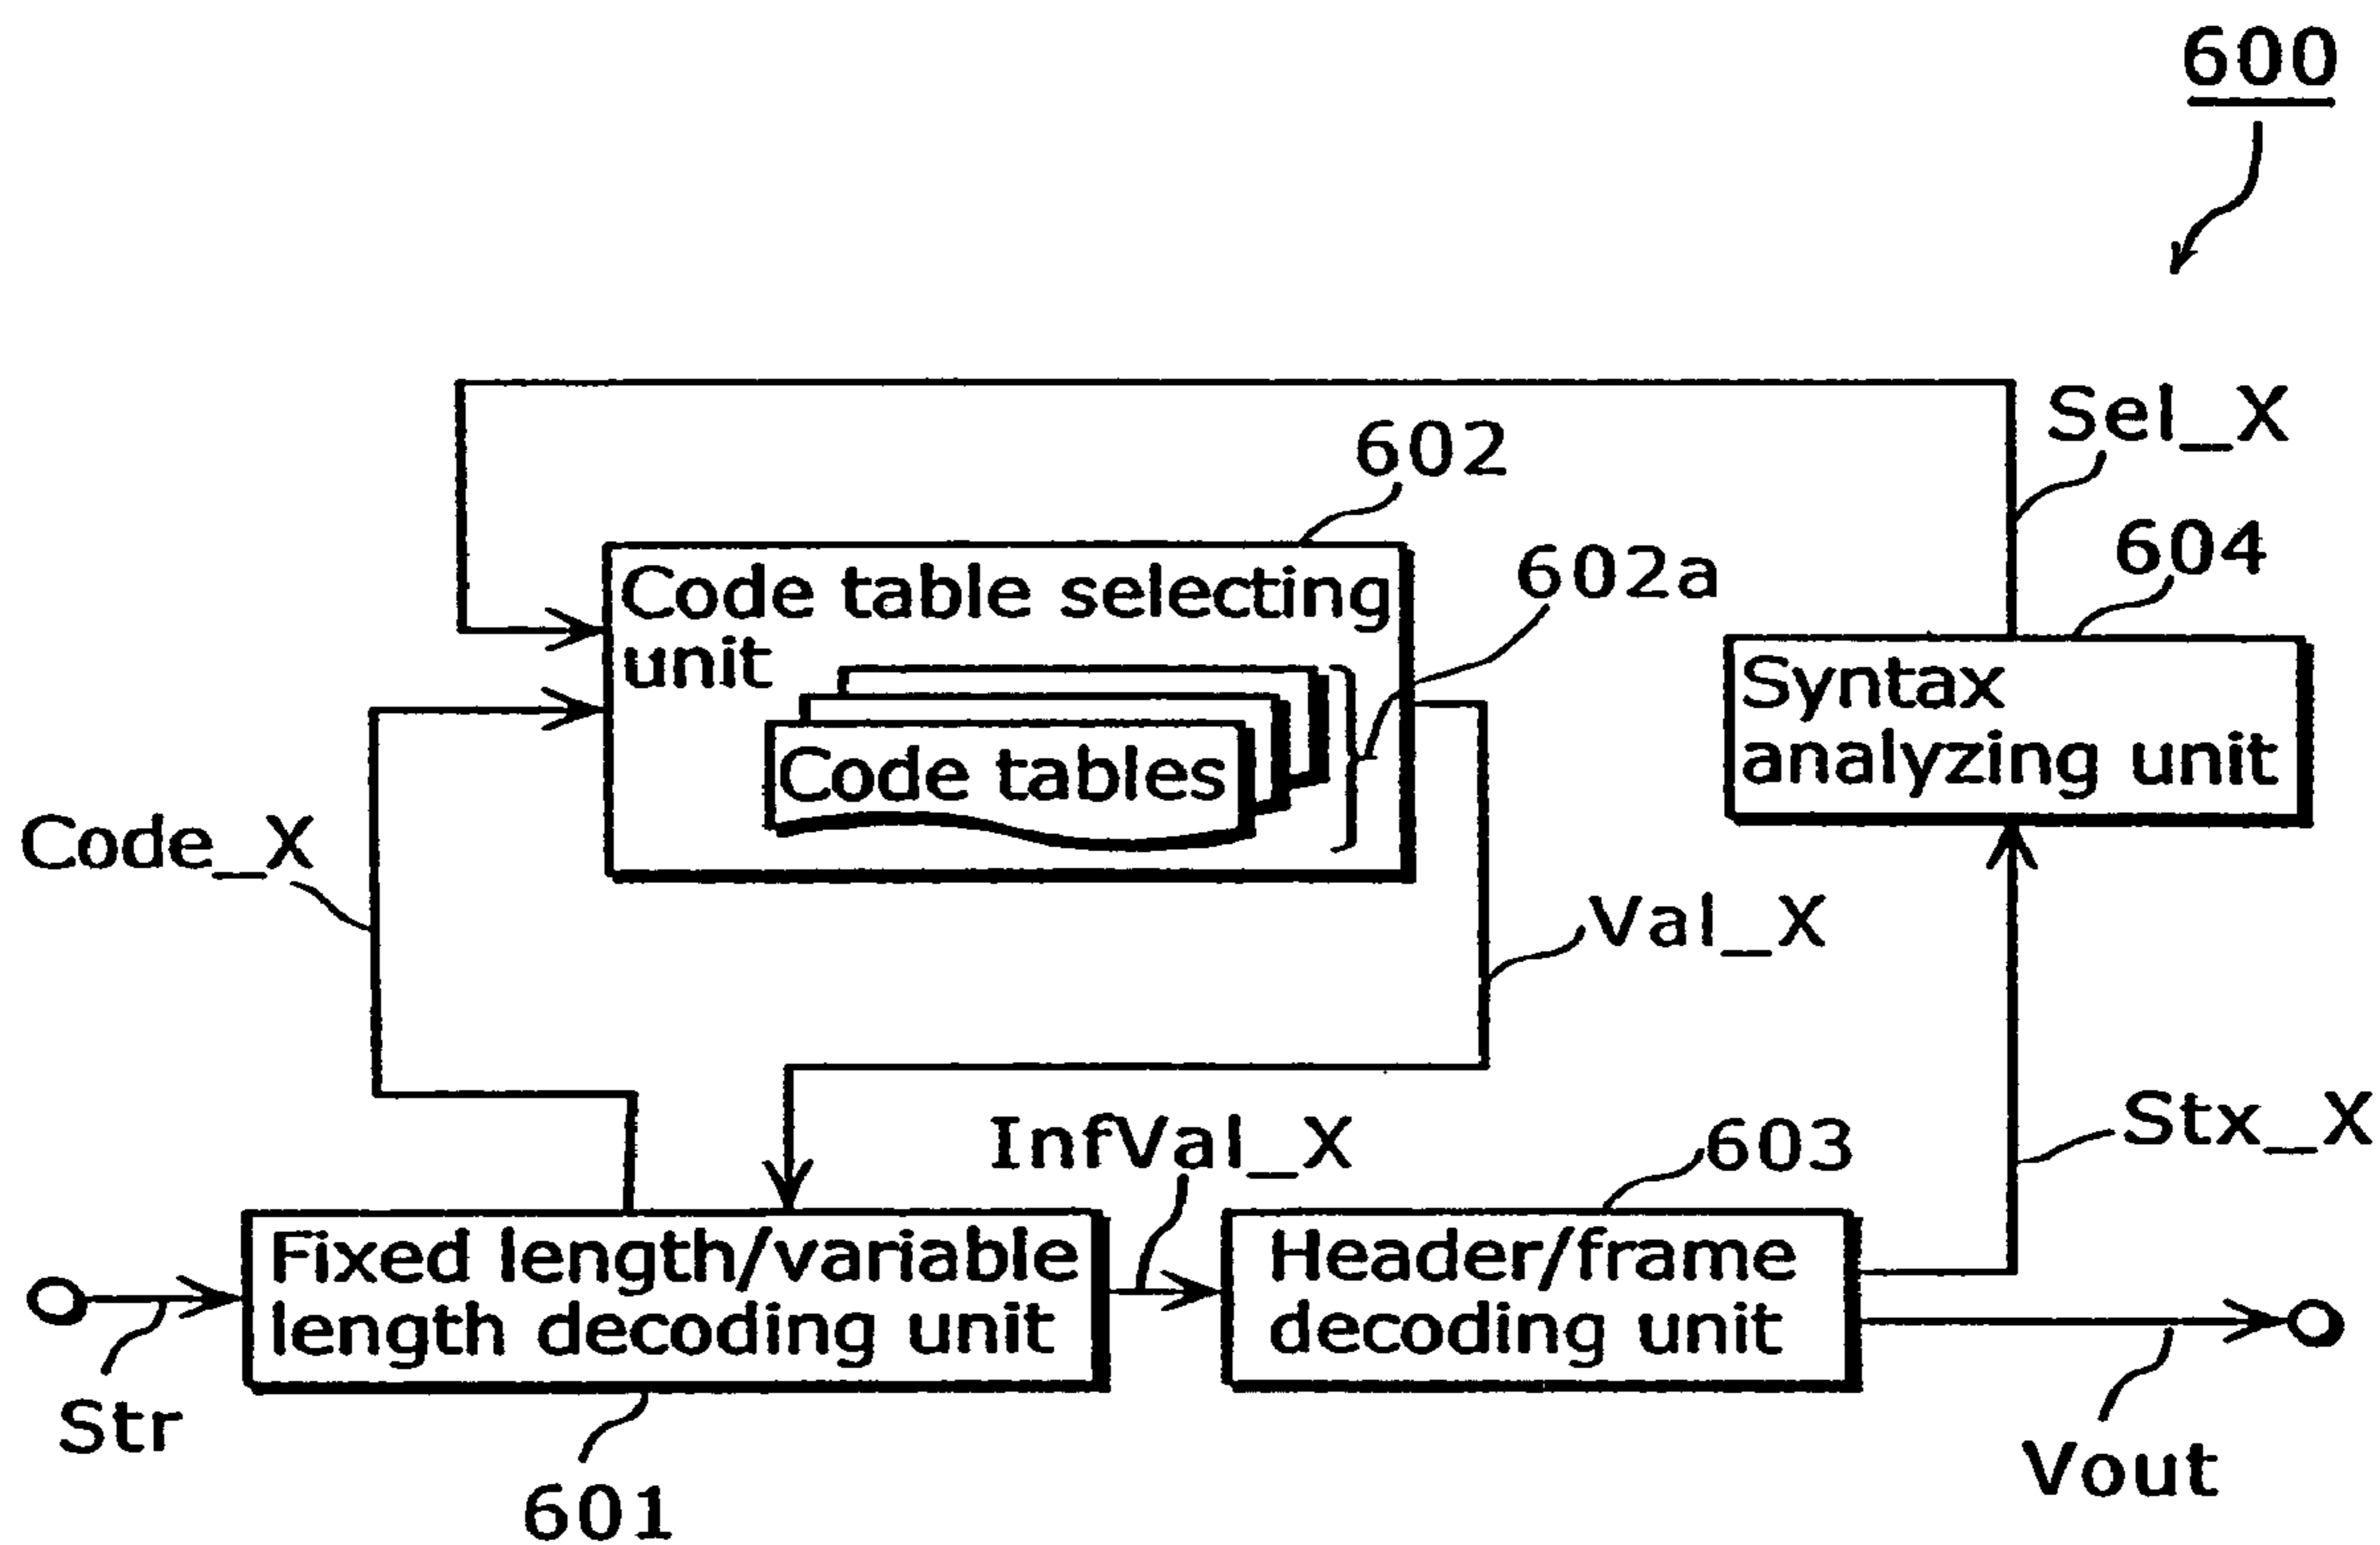 600
Sel_X
602
604
602a
Code table selecting
unit
Code tables
Syntax
analyzing unit
Code_X
Val_X
InfVal_X
603
Stx_X
Fixed length/variable
length decoding unit
Header/frame
decoding unit
Str
601
Vout